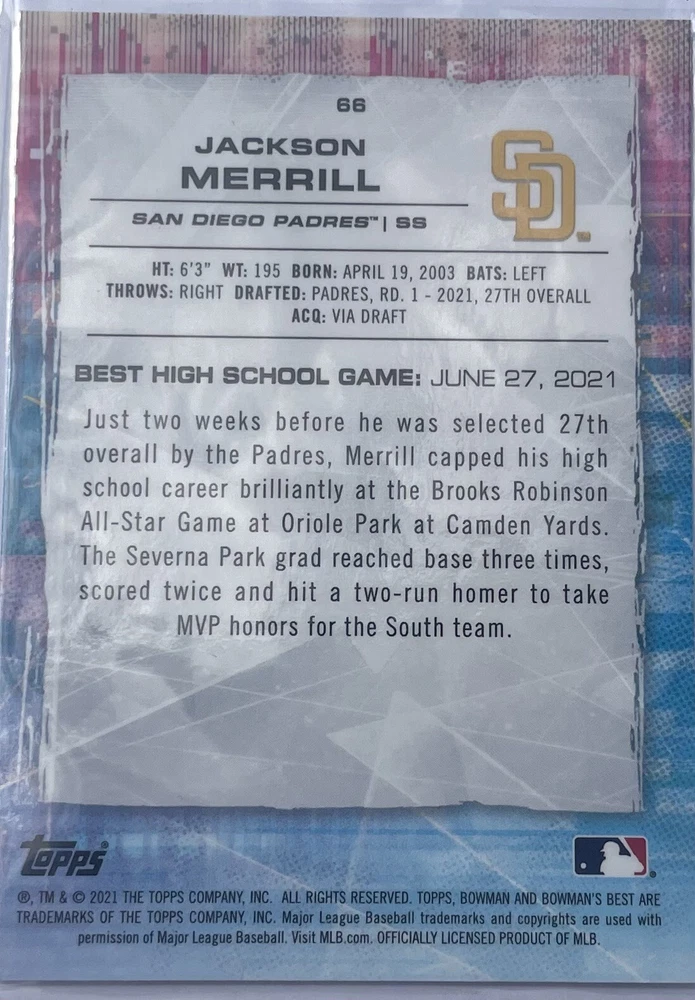 66
JACKSON
MERRILL
SD
SAN DIEGO PADRES™ | SS
HT: 6'3" WT: 195 BORN: APRIL 19, 2003 BATS: LEFT
THROWS: RIGHT DRAFTED: PADRES, RD. 1 - 2021, 27TH OVERALL
ACQ: VIA DRAFT
BEST HIGH SCHOOL GAME: JUNE 27, 2021
Just two weeks before he was selected 27th
overall by the Padres, Merrill capped his high
school career brilliantly at the Brooks Robinson
All-Star Game at Oriole Park at Camden Yards.
The Severna Park grad reached base three times,
scored twice and hit a two-run homer to take
MVP honors for the South team.
Topps®
®, TM & © 2021 THE TOPPS COMPANY, INC. ALL RIGHTS RESERVED. TOPPS, BOWMAN AND BOWMAN'S BEST ARE
TRADEMARKS OF THE TOPPS COMPANY, INC. Major League Baseball trademarks and copyrights are used with
permission of Major League Baseball. Visit MLB.com. OFFICIALLY LICENSED PRODUCT OF MLB.